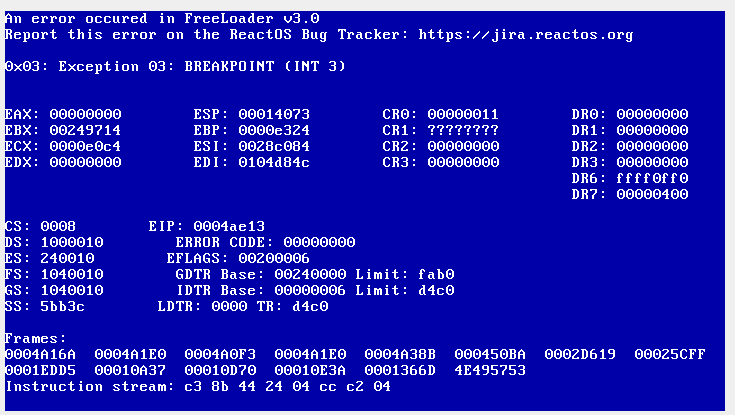 An error occured in FreeLoader v3.0
Report this error on the ReactOS Bug Tracker: https://jira.reactos.org
0x03: Exception 03: BREAKPOINT (INT 3)
EAX: 00000000 ESP: 00014073 CR0: 00000011 DR0: 00000000
EBX: 00249714 EBP: 0000e324 CR1: ???????? DR1: 00000000
ECX: 0000e0c4 ESI: 0028c084 CR2: 00000000 DR2: 00000000
EDX: 00000000 EDI: 0104d84c CR3: 00000000 DR3: 00000000
DR6: ffff0ff0
DR7: 00000400
CS: 0008 EIP: 0004ae13
DS: 1000010 ERROR CODE: 00000000
ES: 240010 EFLAGS: 00200006
FS: 1040010 GDTR Base: 00240000 Limit: fab0
GS: 1040010 IDTR Base: 00000006 Limit: d4c0
SS: 5bb3c LDTR: 0000 TR: d4c0
Frames:
0004A16A 0004A1E0 0004A0F3 0004A1E0 0004A38B 000450BA 0002D619 00025CFF
0001EDD5 00010A37 00010D70 00010E3A 0001366D 4E495753
Instruction stream: c3 8b 44 24 04 cc c2 04